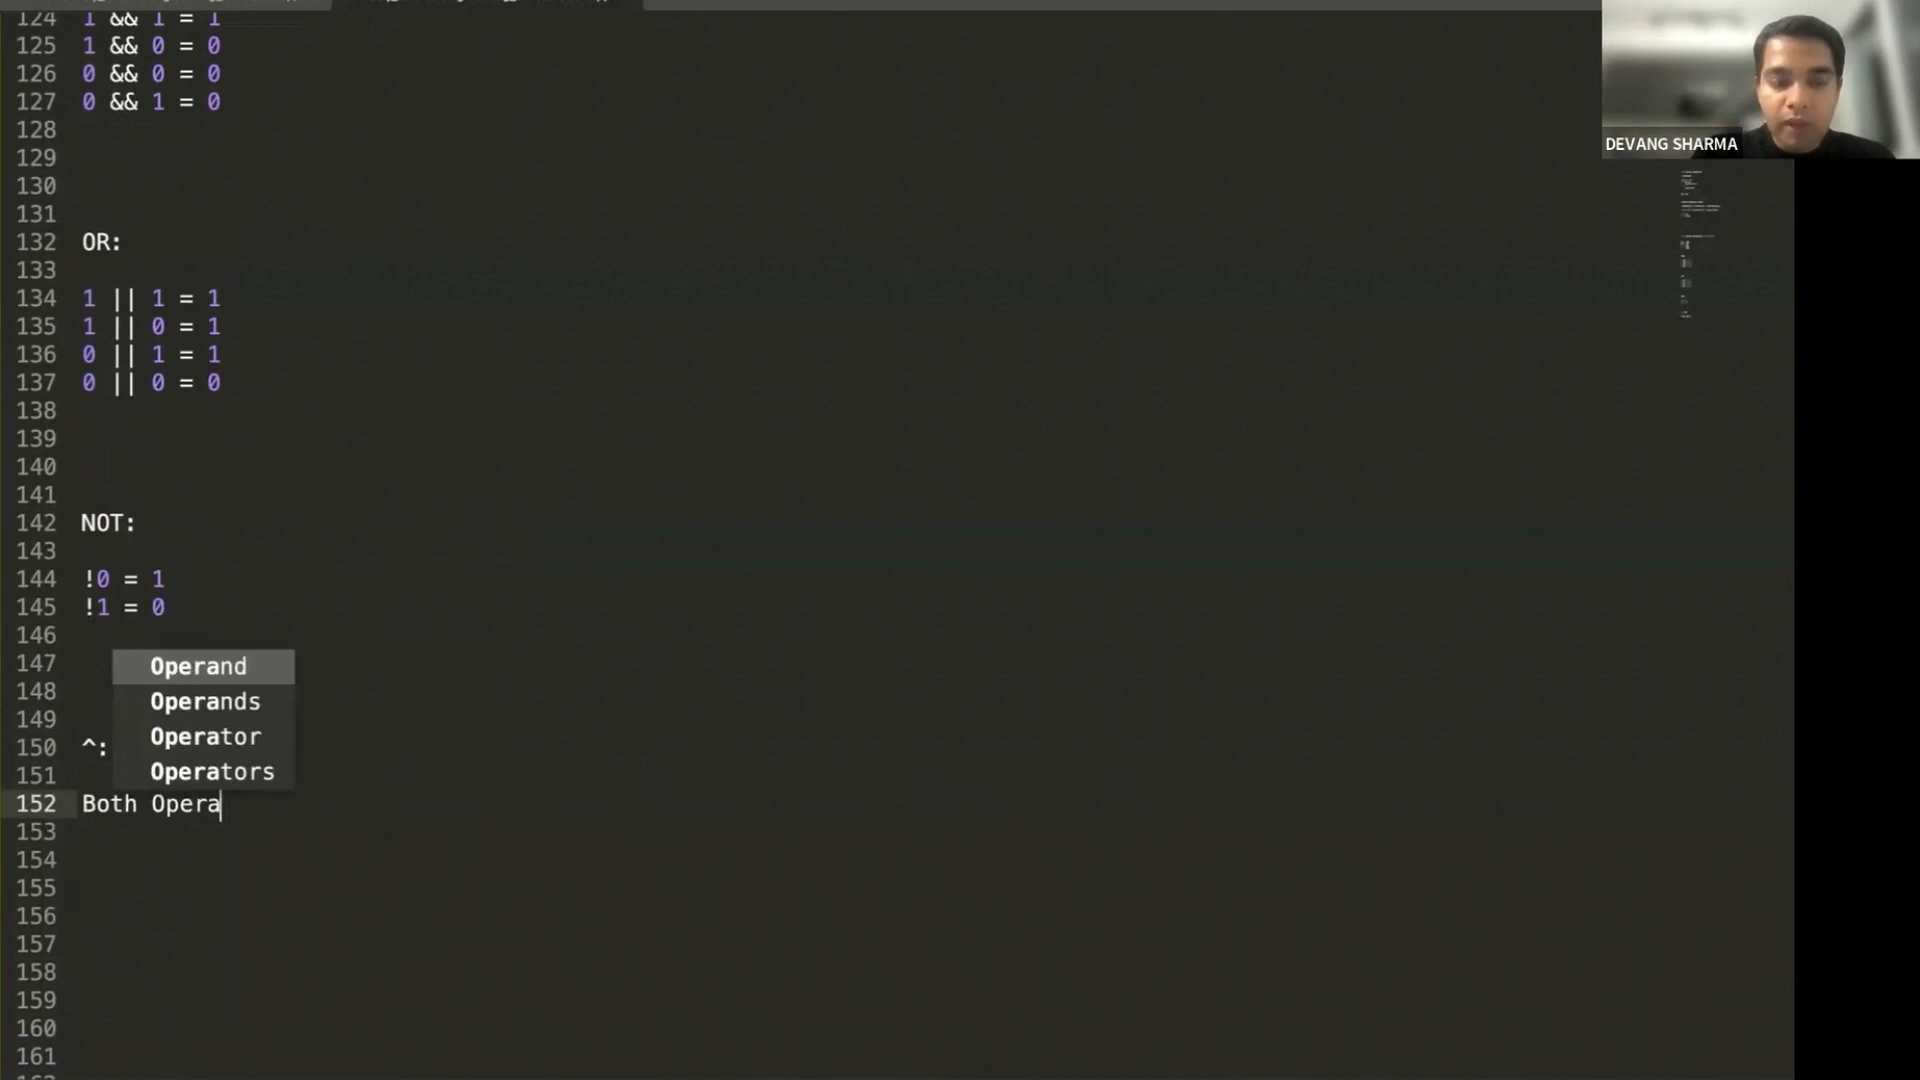 124 1 && 1 = 1
125 1 && 0 = 0
126 0 && 0 = 0
127 0 && 1 = 0
128
129
130
131
132 OR:
133
134 1 || 1 = 1
135 1 || 0 = 1
136 0 || 1 = 1
137 0 || 0 = 0
138
139
140
141
142 NOT:
143
144 !0 = 1
145 !1 = 0
146
147
148
149
150 ^:
151
152 Both Opera
153
154
155
156
157
158
159
160
161
Operand
Operands
Operator
Operators
DEVANG SHARMA